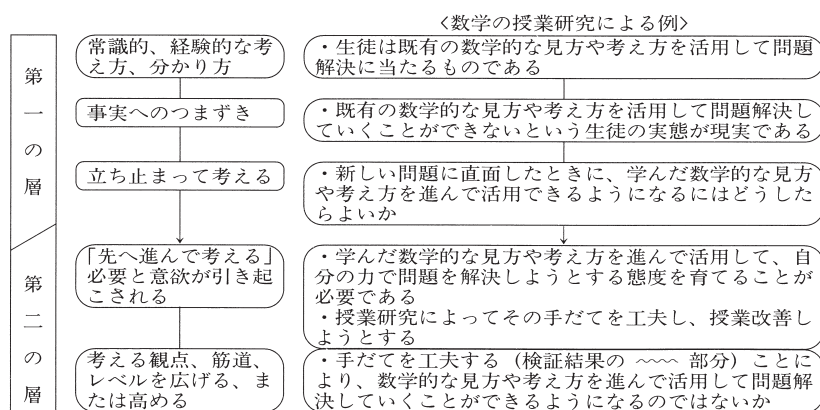 <数学の授業研究による例>
第一の層
常識的、経験的な考
え方、分かり方
・生徒は既有の数学的な見方や考え方を活用して問題
解決に当たるものである
事実へのつまずき
・既有の数学的な見方や考え方を活用して問題解決し
ていくことができないという生徒の実態が現実である
立ち止まって考える
・新しい問題に直面したときに、学んだ数学的な見方
や考え方を進んで活用できるようになるにはどうした
らよいか
第二の層
「先へ進んで考える」
必要と意欲が引き起
こされる
・学んだ数学的な見方や考え方を進んで活用して、自
分の力で問題を解決しようとする態度を育てることが
必要である
・授業研究によってその手だてを工夫し、授業改善し
ようとする
考える観点、筋道、
レベルを広げる、ま
たは高める
・手だてを工夫する(検証結果の 〰〰 部分)ことに
より、数学的な見方や考え方を進んで活用して問題解
決していくことができるようになるのではないか